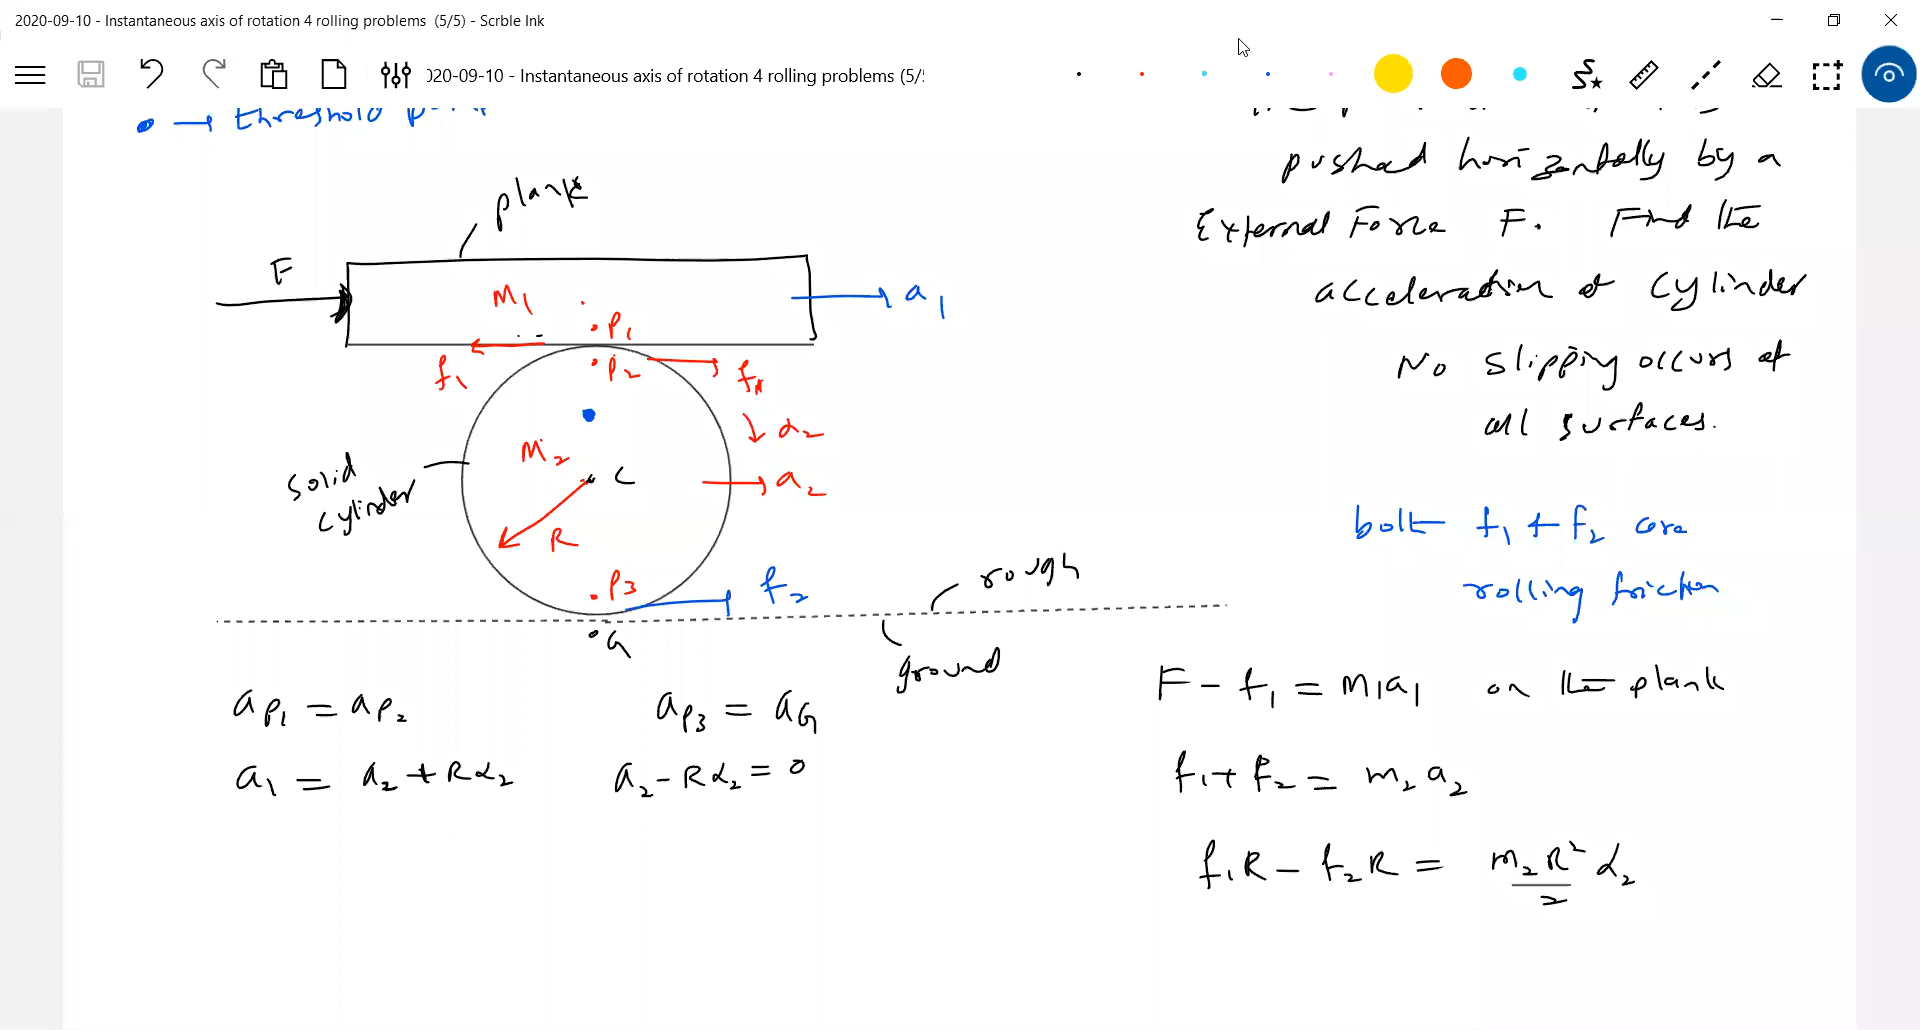 2020-09-10 - Instantaneous axis of rotation 4 rolling problems (5/5) - Scrble Ink
020-09-10 - Instantaneous axis of rotation 4 rolling problems (5/5
→ threshold
pushed horizontally by a
External Force F. Find the
acceleration of cylinder
No slipping occurs at
all surfaces.
plank
F
M1
a1
P1
f1
P2
f1
α2
M2
C
a2
solid
cylinder
R
P3
f2
rough
G
ground
both f1 & f2 are
rolling friction
aP1 = aP2
aP3 = aG
a1 = a2 + Rα2
a2 - Rα2 = 0
F - f1 = M1a1 on the plank
f1 + f2 = m2 a2
f1R - f2R = m2R²/2 α2